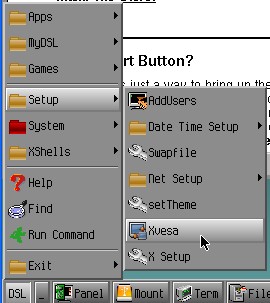 Apps
MyDSL
Games
rt Button?
just a way to bring up the
Setup
System
XShells
Help
Find
Run Command
Exit
AddUsers
Date Time Setup
Swapfile
Net Setup
setTheme
Xvesa
X Setup
DSL
_
Panel
Mount
Term
File